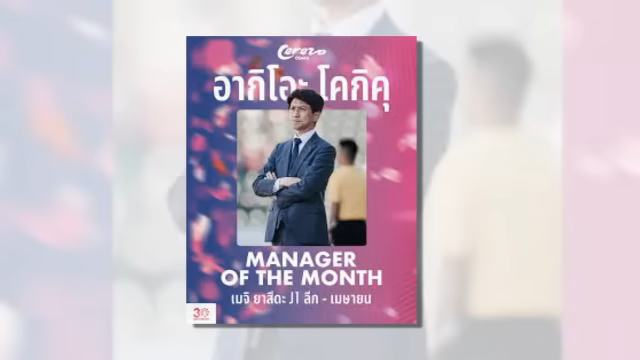 Cerezo
OSAKA
อากิโอะ โคกิคุ
MANAGER
OF THE MONTH
เมจิ ยาสึดะ J1 ลีก - เมษายน
30